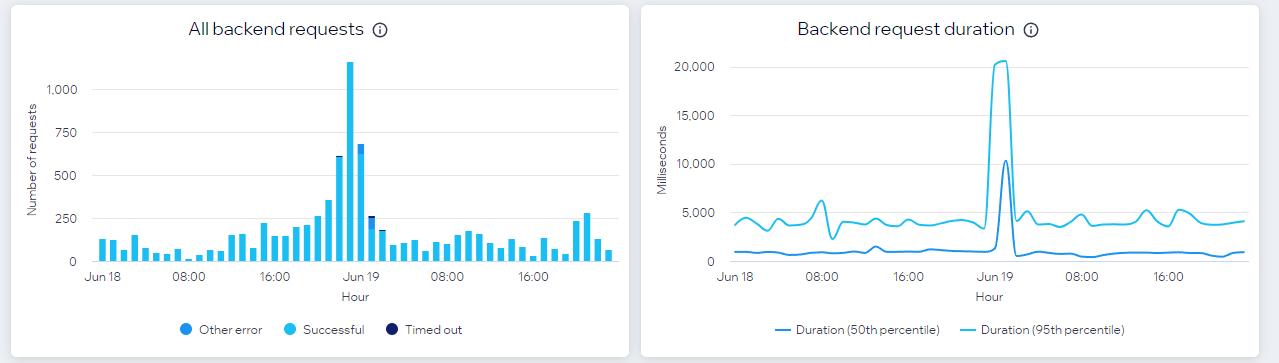 All backend requests
Number of requests
1,000
750
500
250
0
Jun 18
08:00
16:00
Jun 19
08:00
16:00
Hour
Other error
Successful
Timed out
Backend request duration
Milliseconds
20,000
15,000
10,000
5,000
0
Jun 18
08:00
16:00
Jun 19
08:00
16:00
Hour
Duration (50th percentile)
Duration (95th percentile)